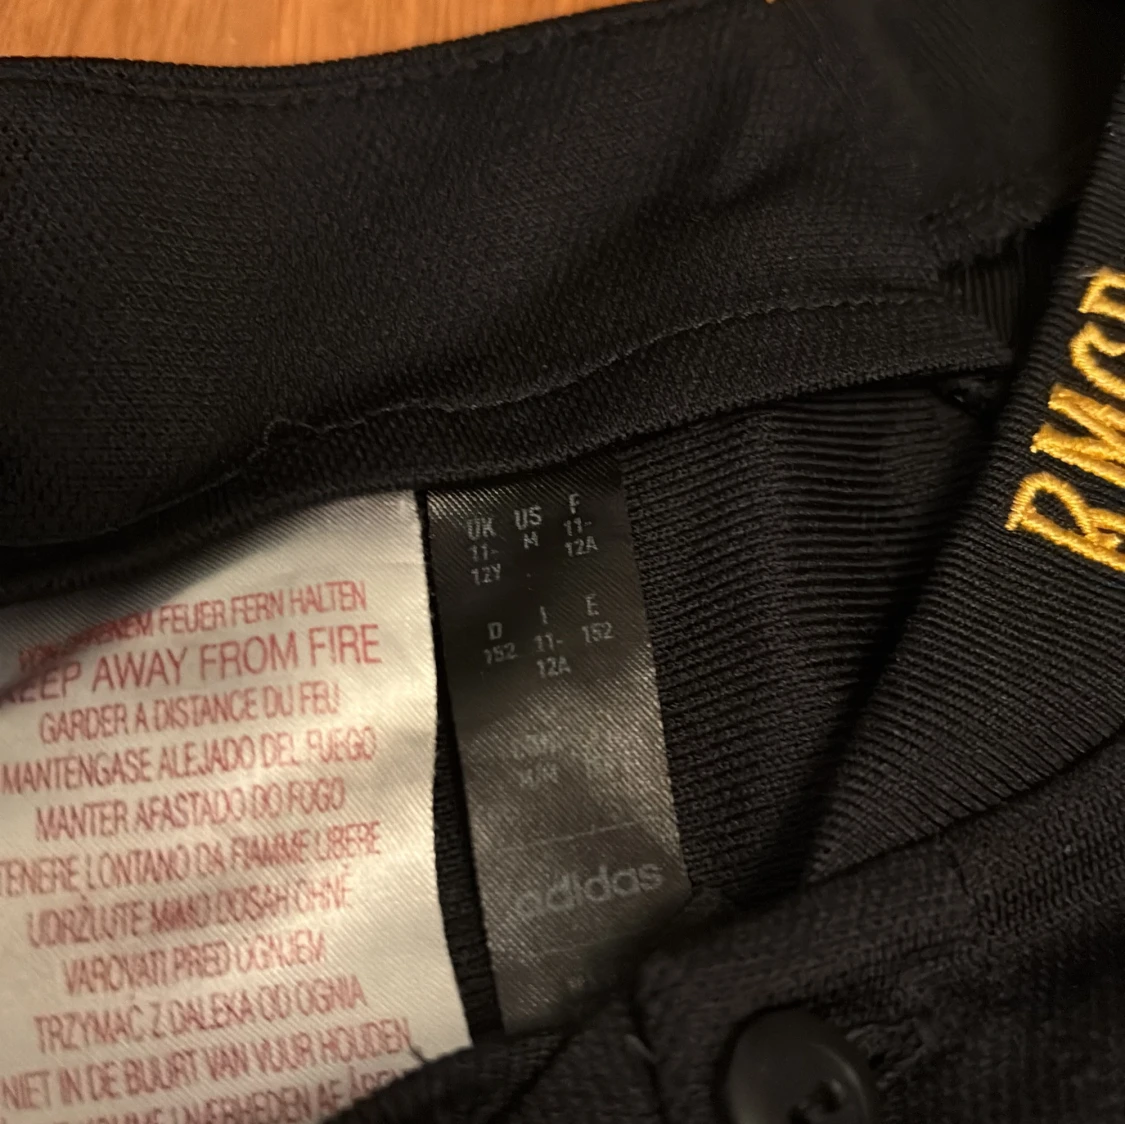 FEUER FERN HALTEN
KEEP AWAY FROM FIRE
GARDER A DISTANCE DU FEU
MANTÉNGASE ALEJADO DEL FUEGO
MANTER AFASTADO DO FOGO
TENERE LONTANO DA FIAMME LIBERE
UDRŽUJTE MIMO DOSAH OHNĚ
VAROVATI PRED OGNJEM
TRZYMAĆ Z DALEKA OD OGNIA
NIET IN DE BUURT VAN VUUR HOUDEN
UK US F
11- M 11-
12Y 12A
D I E
152 11- 152
12A
adidas